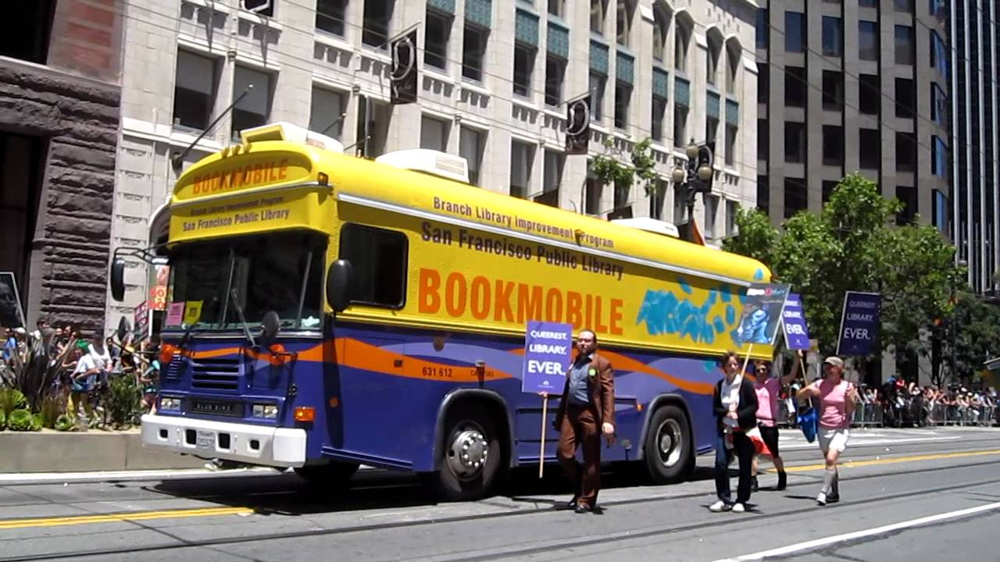 BOOKMOBILE
Branch Library Improvement Program
San Francisco Public Library
Branch Library Improvement Program
San Francisco Public Library
BOOKMOBILE
631 612
BLUE BIRD
QUEEREST.
LIBRARY.
EVER.
EVER.
QUEEREST.
LIBRARY.
EVER.